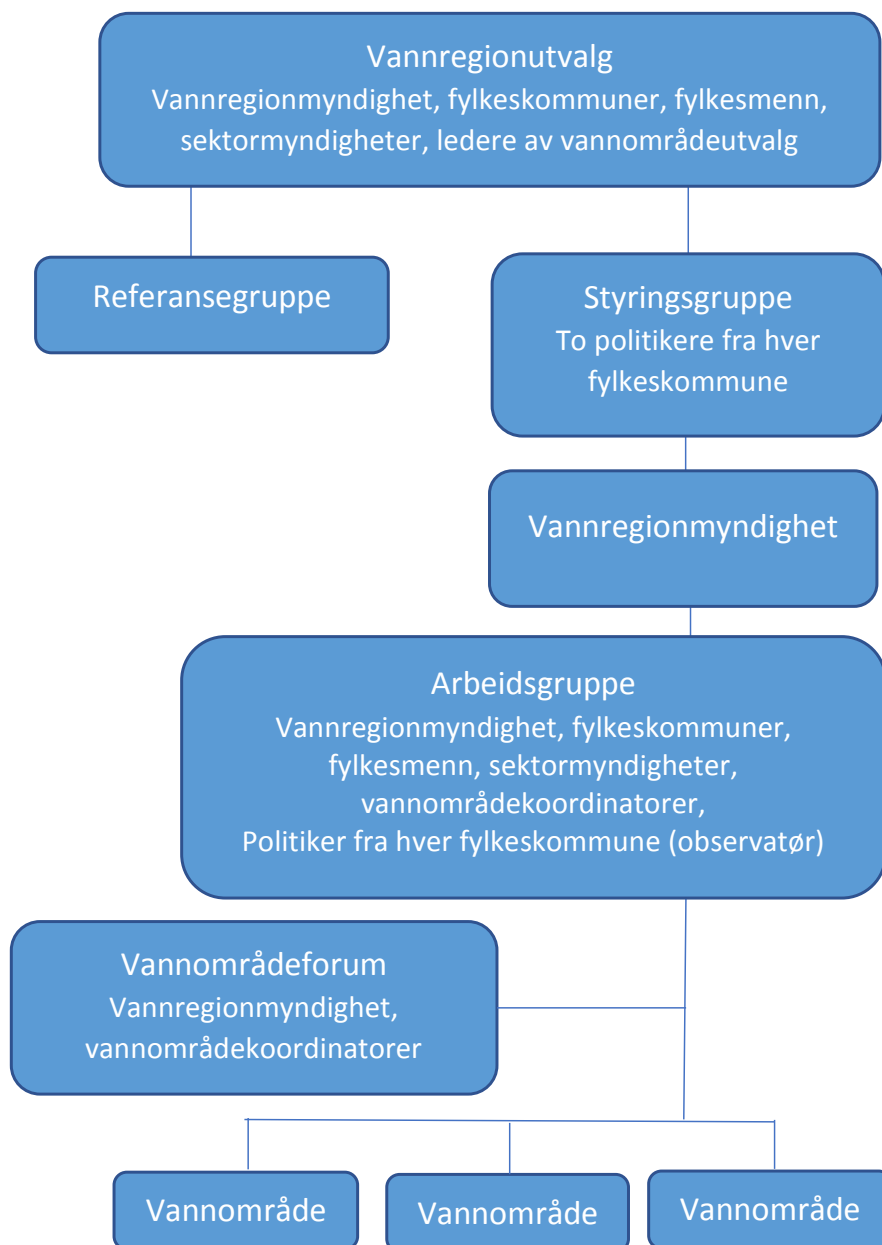 Vannregionutvalg
Vannregionmyndighet, fylkeskommuner, fylkesmenn,
sektormyndigheter, ledere av vannområdeutvalg
Referansegruppe
Styringsgruppe
To politikere fra hver
fylkeskommune
Vannregionmyndighet
Arbeidsgruppe
Vannregionmyndighet, fylkeskommuner,
fylkesmenn, sektormyndigheter,
vannområdekoordinatorer,
Politiker fra hver fylkeskommune (observatør)
Vannområdeforum
Vannregionmyndighet,
vannområdekoordinatorer
Vannområde
Vannområde
Vannområde